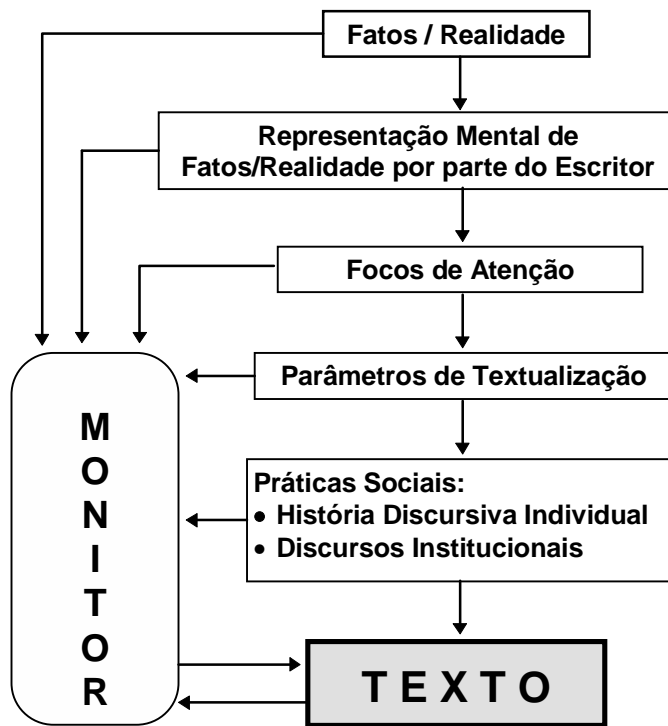 Fatos / Realidade
Representação Mental de
Fatos/Realidade por parte do Escritor
Focos de Atenção
Parâmetros de Textualização
Práticas Sociais:
• História Discursiva Individual
• Discursos Institucionais
M
O
N
I
T
O
R
T E X T O